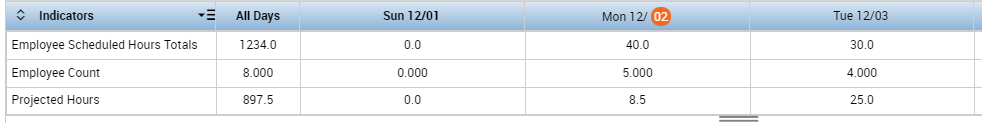 Indicators All Days Sun 12/01 Mon 12/ 02 Tue 12/03
Employee Scheduled Hours Totals 1234.0 0.0 40.0 30.0
Employee Count 8.000 0.000 5.000 4.000
Projected Hours 897.5 0.0 8.5 25.0